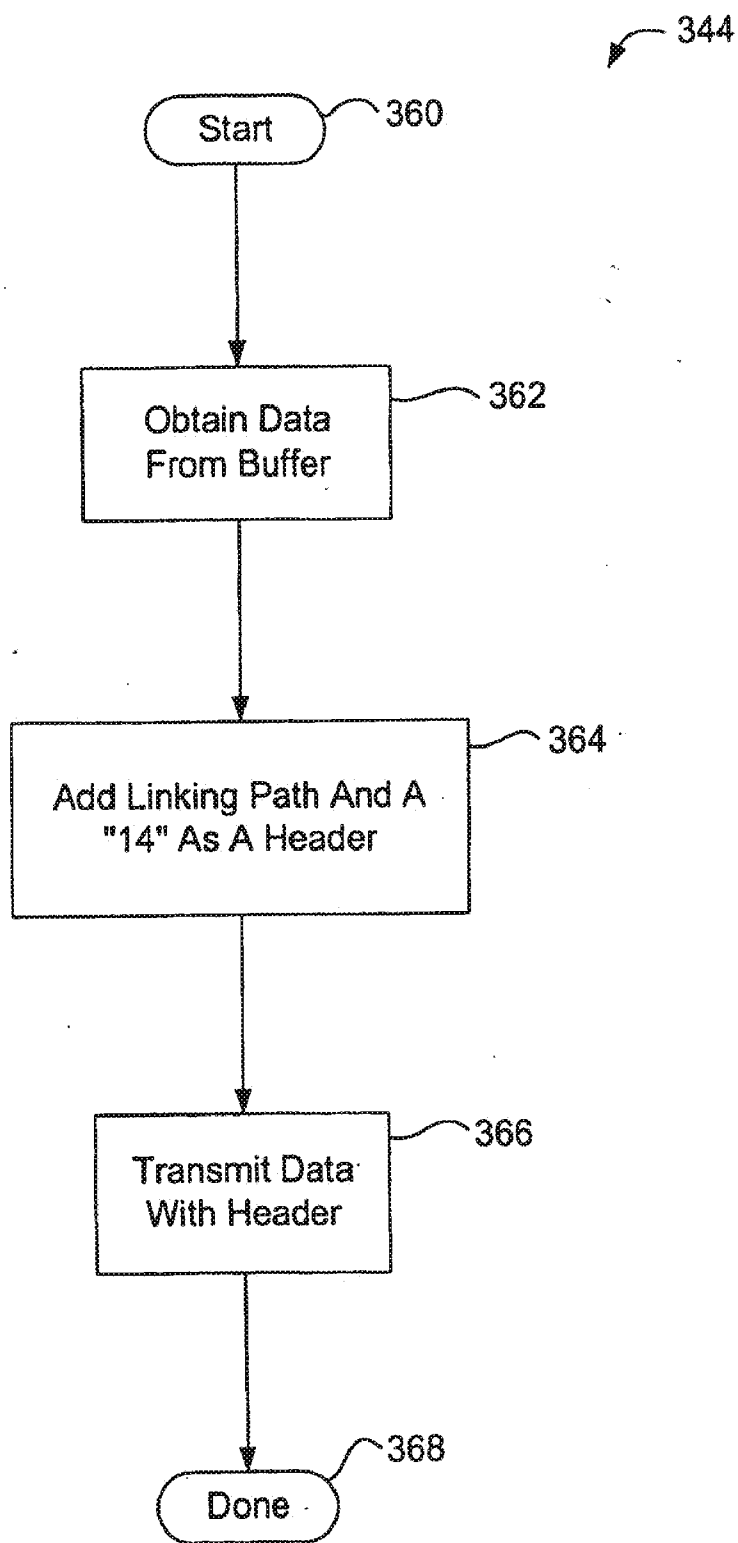 344
Start
360
Obtain Data
From Buffer
362
Add Linking Path And A
"14" As A Header
364
Transmit Data
With Header
366
Done
368